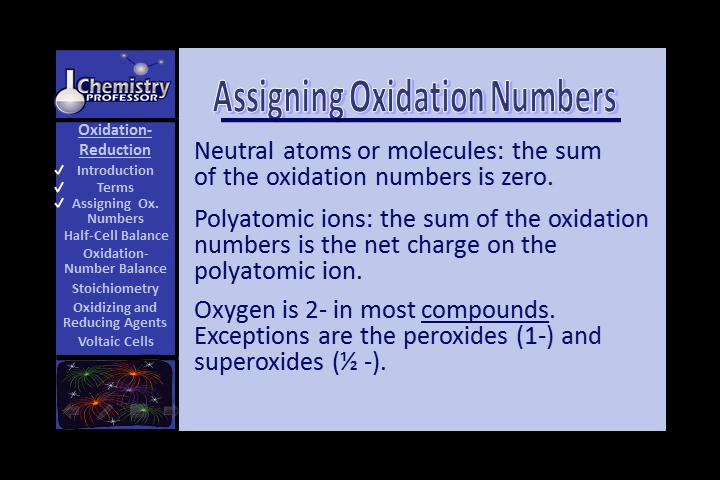 Chemistry
PROFESSOR
Oxidation-
Reduction
✓ Introduction
✓ Terms
✓ Assigning Ox.
Numbers
Half-Cell Balance
Oxidation-
Number Balance
Stoichiometry
Oxidizing and
Reducing Agents
Voltaic Cells
Assigning Oxidation Numbers
Neutral atoms or molecules: the sum
of the oxidation numbers is zero.
Polyatomic ions: the sum of the oxidation
numbers is the net charge on the
polyatomic ion.
Oxygen is 2- in most compounds.
Exceptions are the peroxides (1-) and
superoxides (½ -).